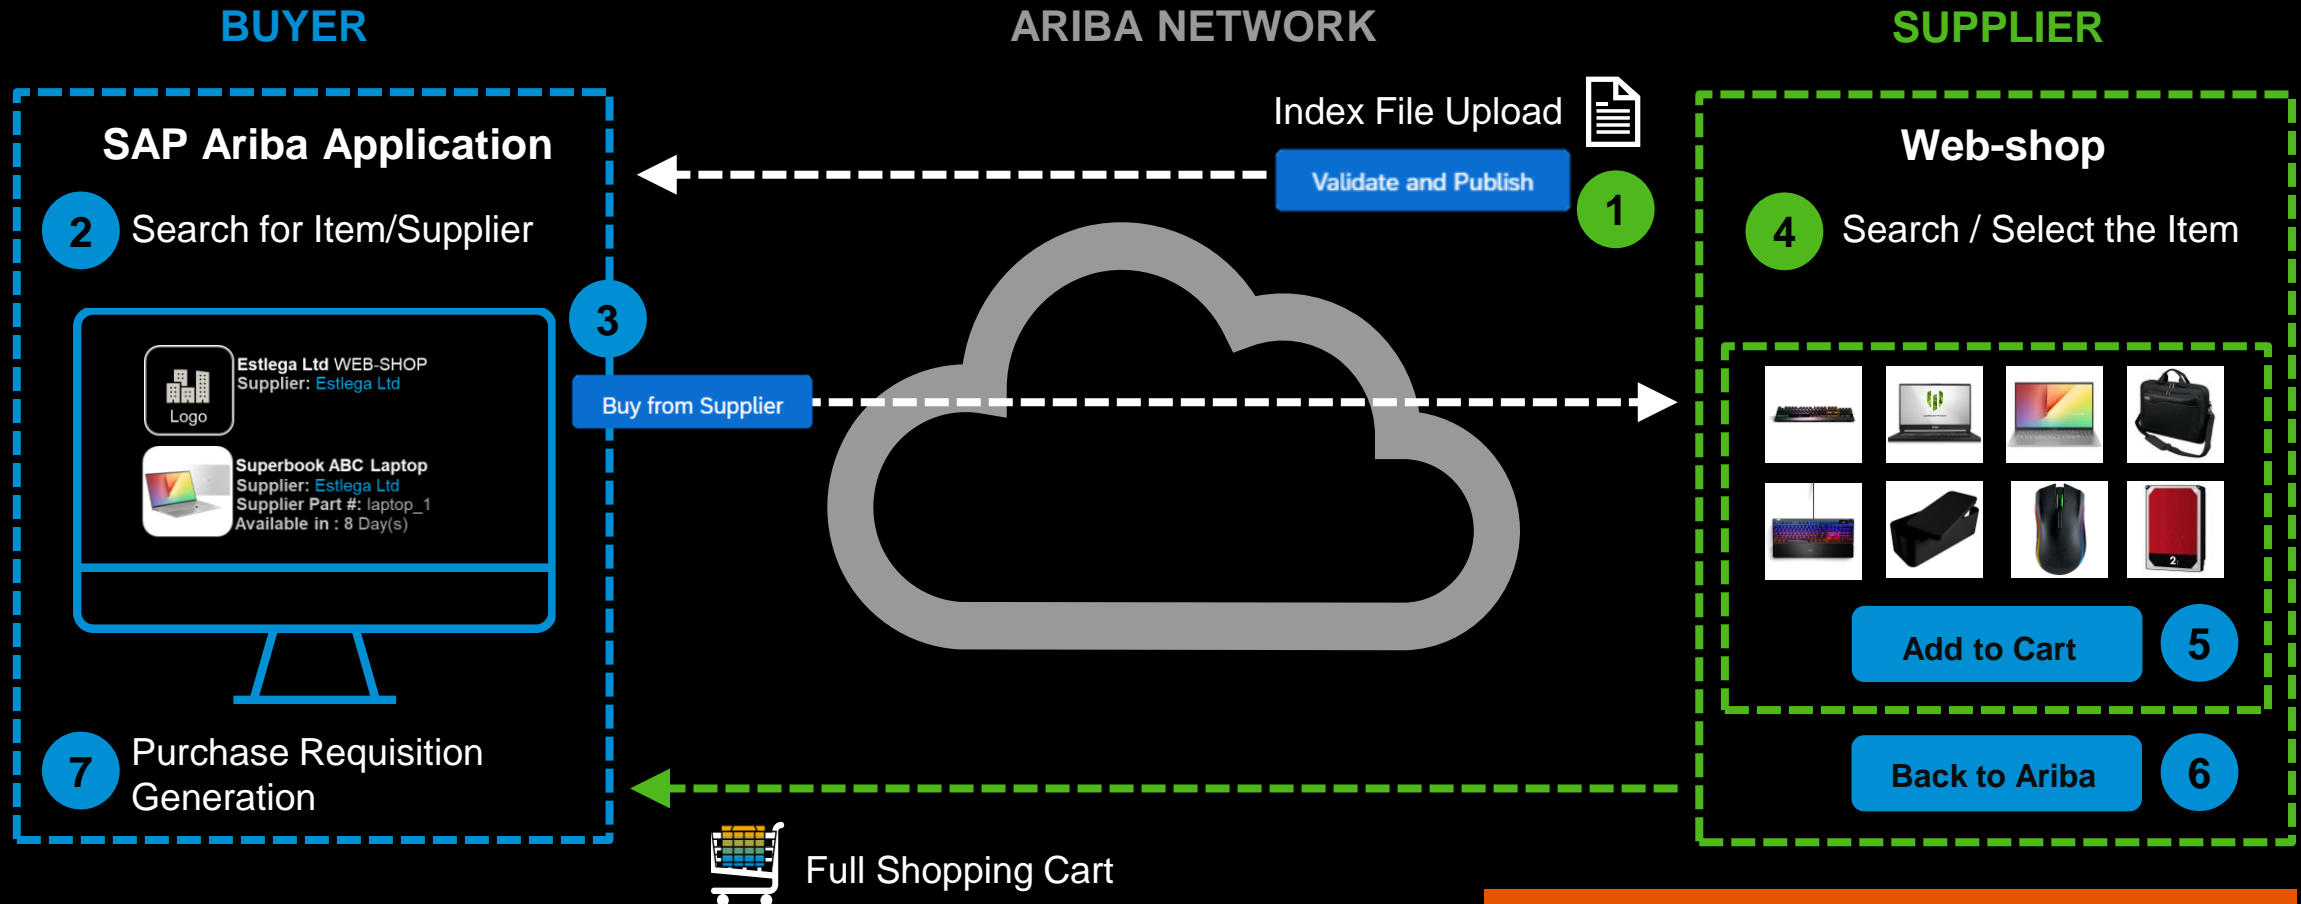 BUYER
ARIBA NETWORK
SUPPLIER
Index File Upload
Validate and Publish
1
SAP Ariba Application
2
Search for Item/Supplier
3
Estlega Ltd WEB-SHOP
Supplier: Estlega Ltd
Logo
Superbook ABC Laptop
Supplier: Estlega Ltd
Supplier Part #: laptop_1
Available in : 8 Day(s)
Buy from Supplier
Web-shop
4
Search / Select the Item
2
Add to Cart
5
Back to Ariba
6
7
Purchase Requisition
Generation
Full Shopping Cart